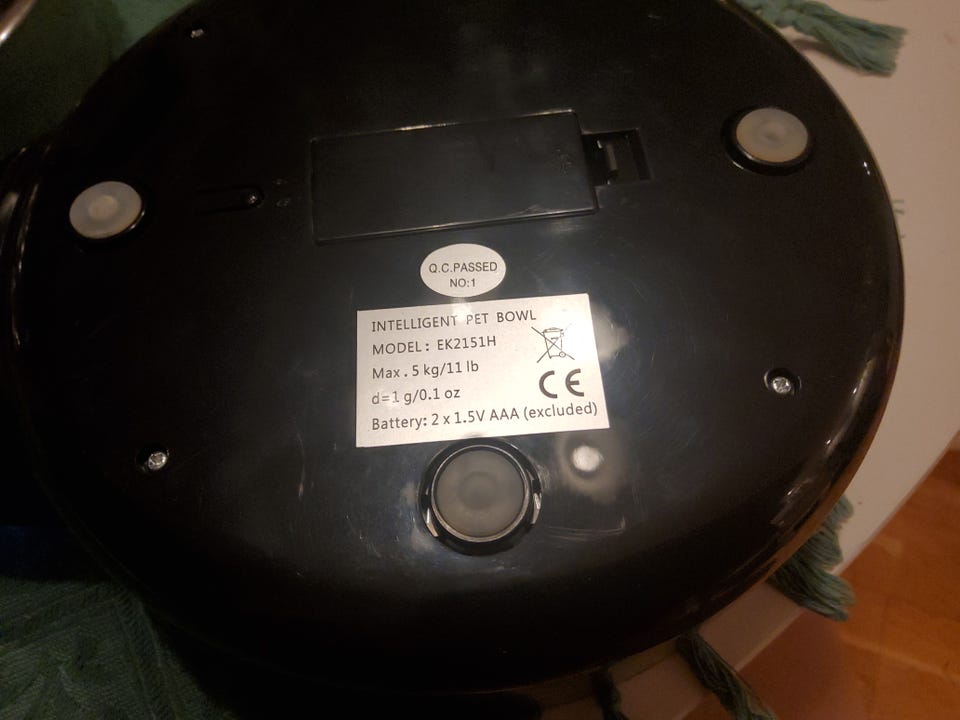 Q.C.PASSED
NO:1
INTELLIGENT PET BOWL
MODEL: EK2151H
Max. 5 kg/11 lb
d=1 g/0.1 oz
CE
Battery: 2 x 1.5V AAA (excluded)